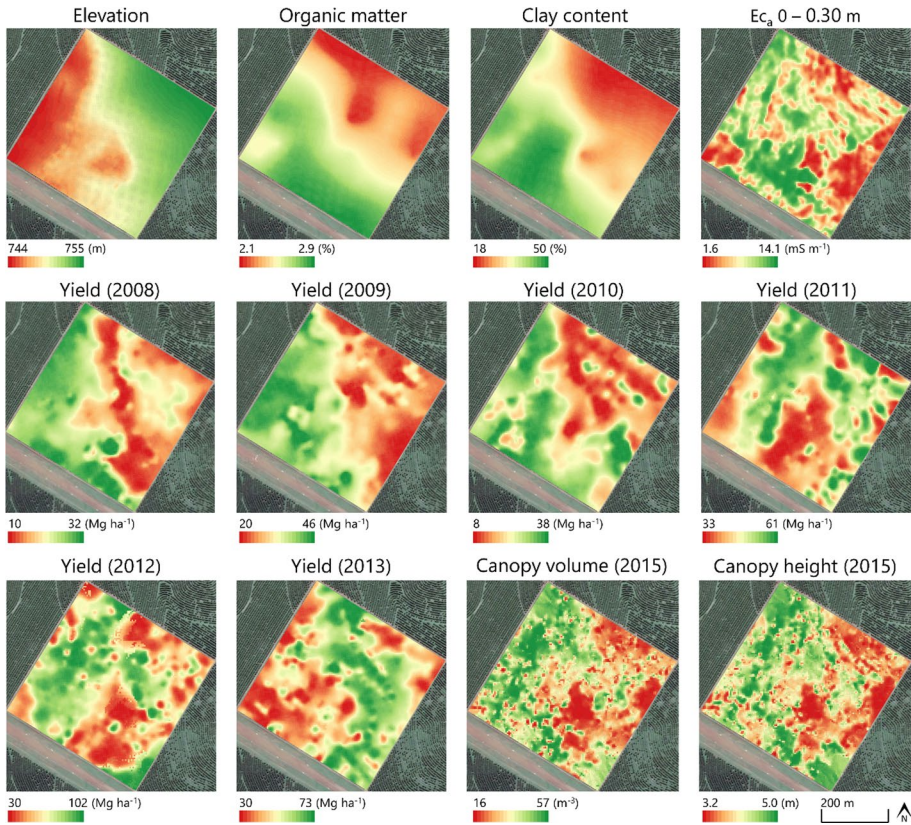 Elevation
Organic matter
Clay content
Ecₐ 0 – 0.30 m
744 755 (m)
2.1 2.9 (%)
18 50 (%)
1.6 14.1 (mS m⁻¹)
Yield (2008)
Yield (2009)
Yield (2010)
Yield (2011)
10 32 (Mg ha⁻¹)
20 46 (Mg ha⁻¹)
8 38 (Mg ha⁻¹)
33 61 (Mg ha⁻¹)
Yield (2012)
Yield (2013)
Canopy volume (2015)
Canopy height (2015)
30 102 (Mg ha⁻¹)
30 73 (Mg ha⁻¹)
16 57 (m⁻³)
3.2 5.0 (m)
200 m
N